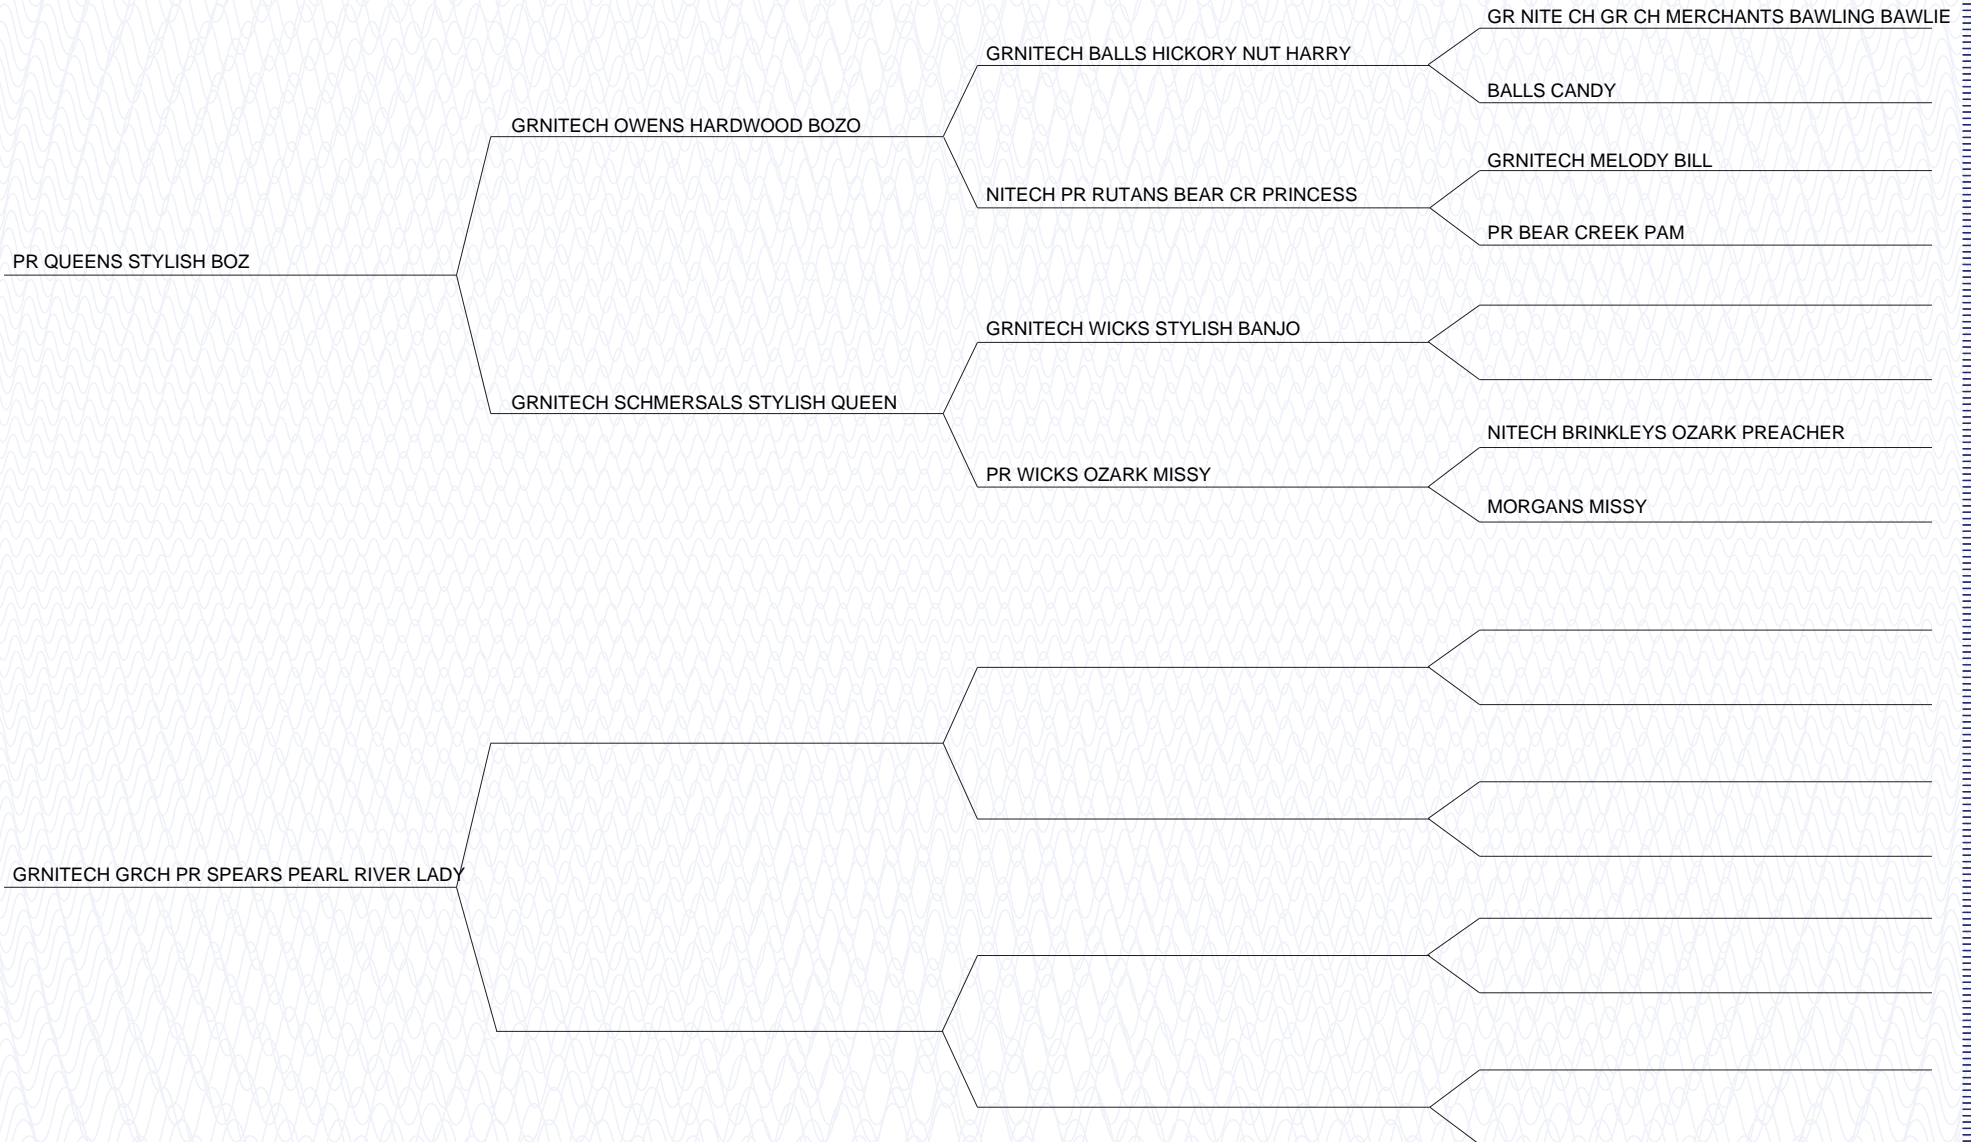 GR NITE CH GR CH MERCHANTS BAWLING BAWLIE
GRNITECH BALLS HICKORY NUT HARRY
BALLS CANDY
GRNITECH OWENS HARDWOOD BOZO
GRNITECH MELODY BILL
NITECH PR RUTANS BEAR CR PRINCESS
PR BEAR CREEK PAM
PR QUEENS STYLISH BOZ
GRNITECH WICKS STYLISH BANJO
GRNITECH SCHMERSALS STYLISH QUEEN
NITECH BRINKLEYS OZARK PREACHER
PR WICKS OZARK MISSY
MORGANS MISSY
GRNITECH GRCH PR SPEARS PEARL RIVER LADY